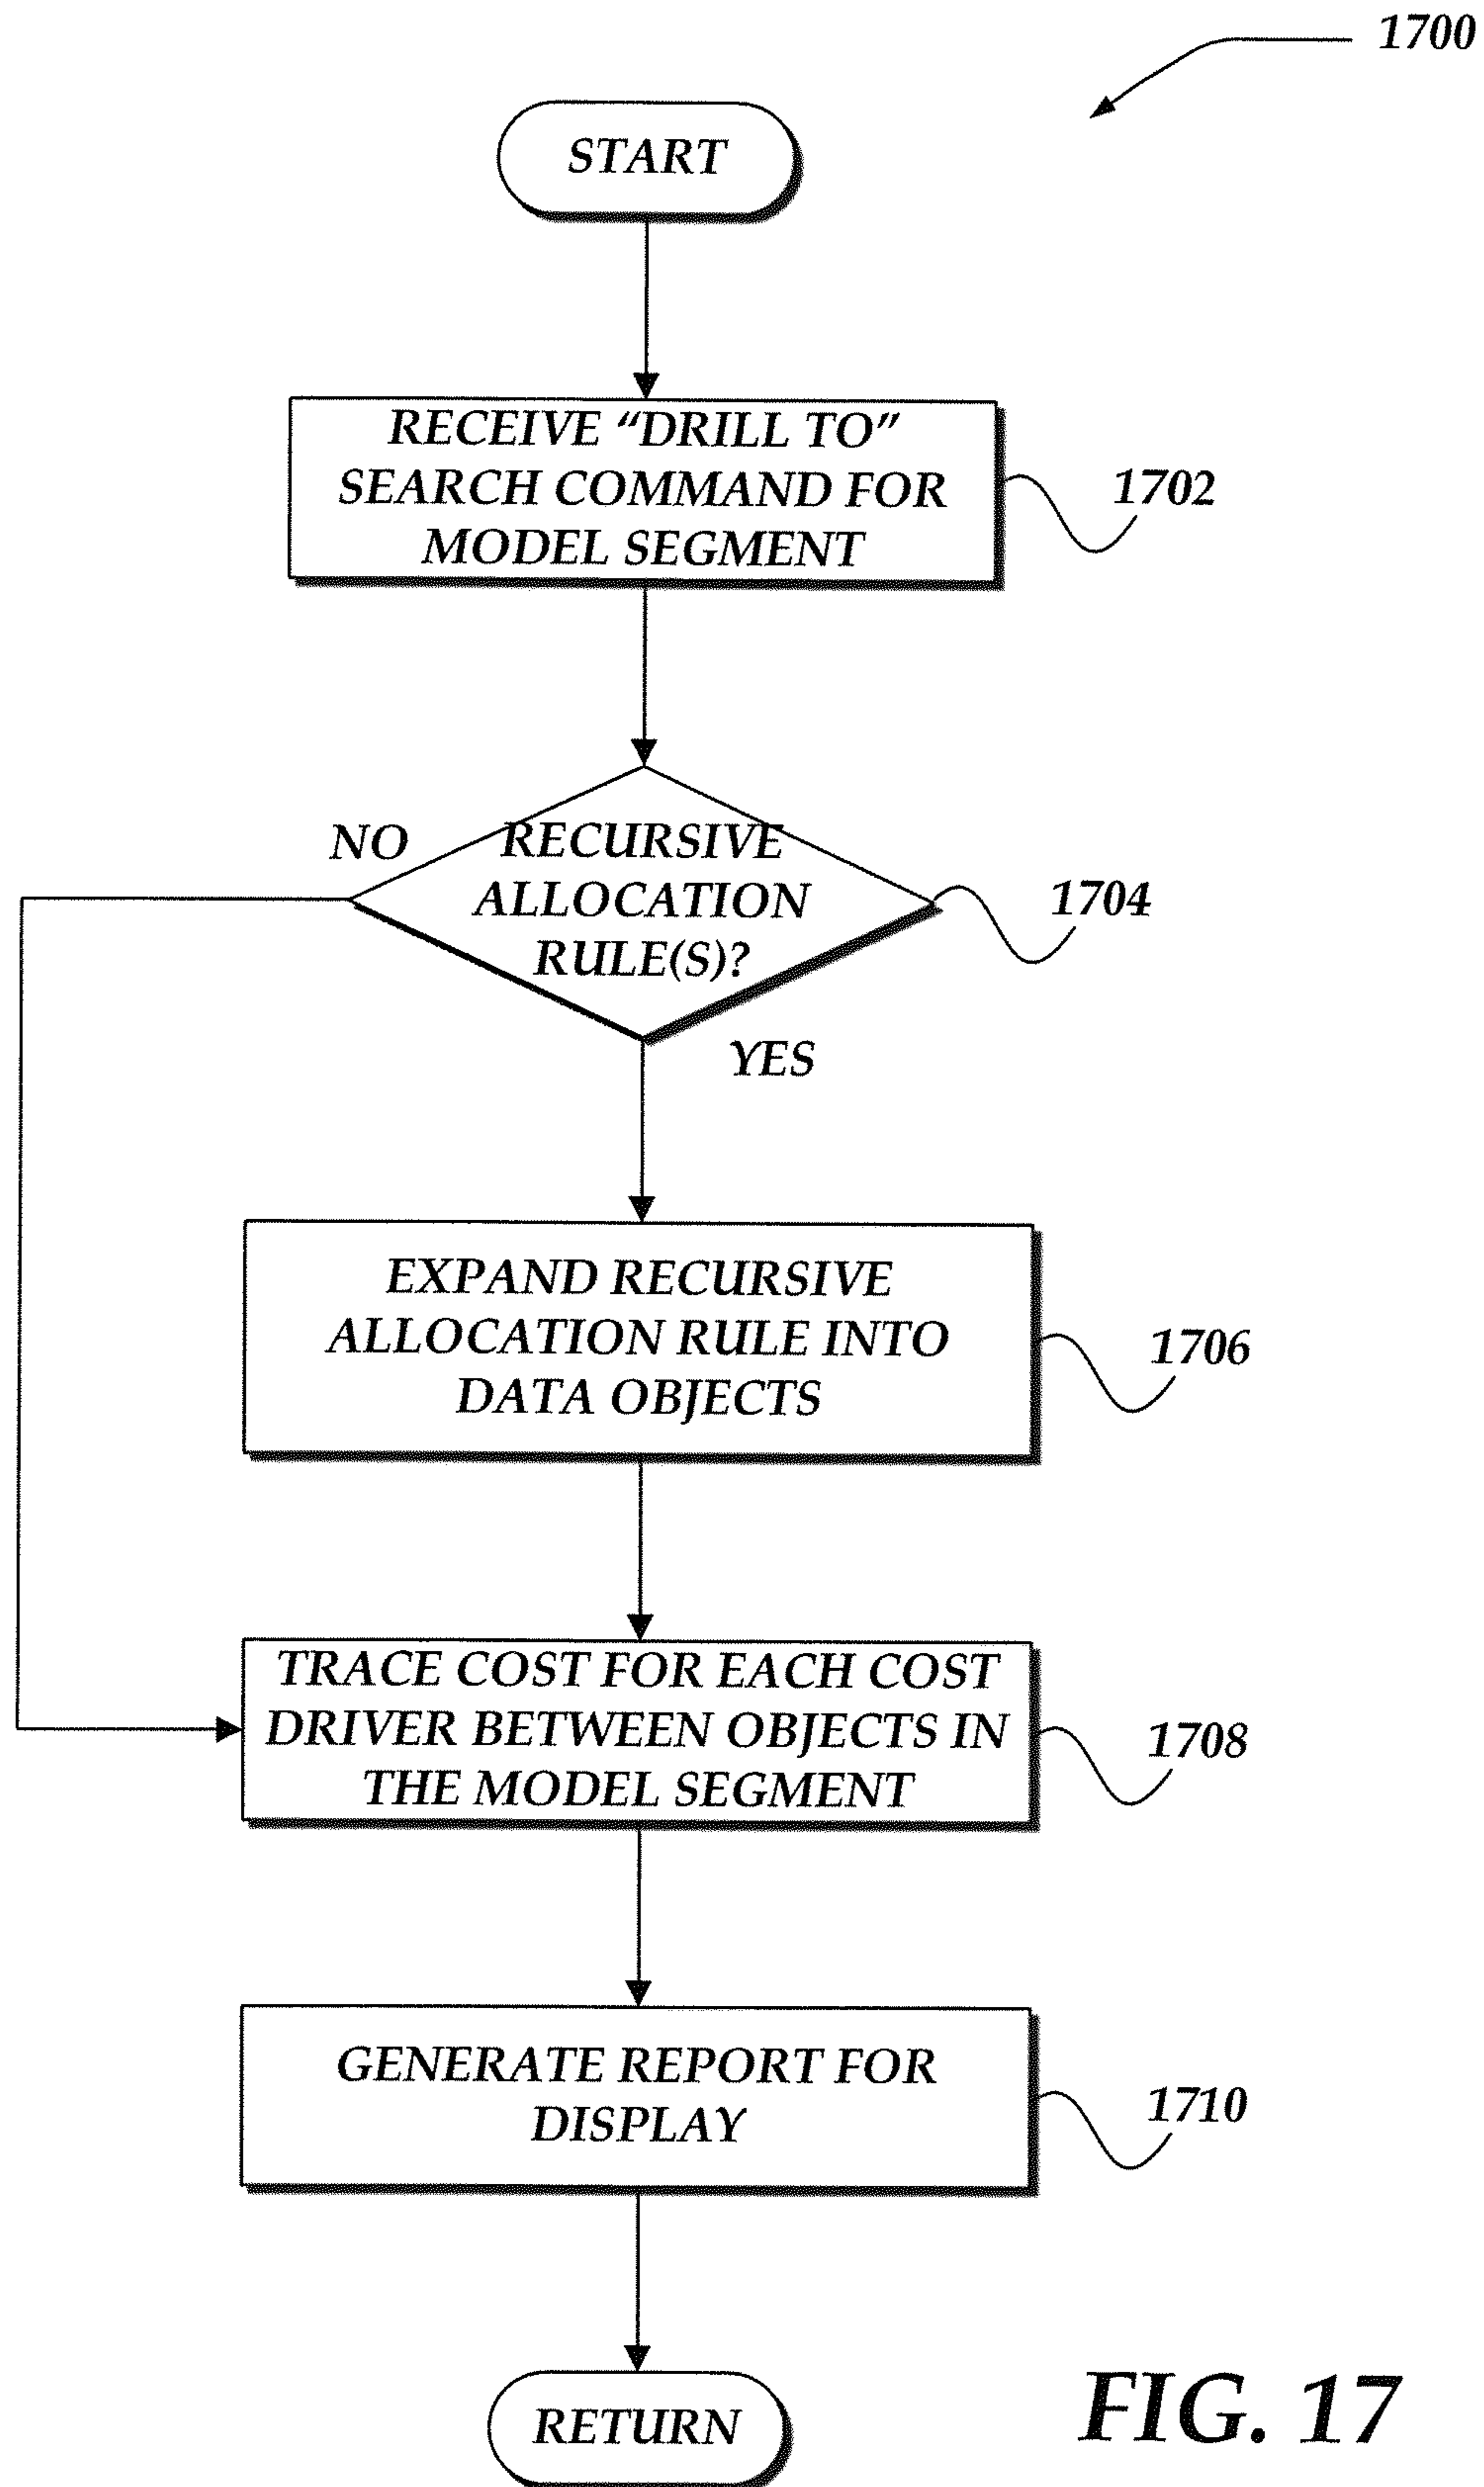 1700
START
RECEIVE “DRILL TO”
SEARCH COMMAND FOR
MODEL SEGMENT
1702
NO
RECURSIVE
ALLOCATION
RULE(S)?
1704
YES
EXPAND RECURSIVE
ALLOCATION RULE INTO
DATA OBJECTS
1706
TRACE COST FOR EACH COST
DRIVER BETWEEN OBJECTS IN
THE MODEL SEGMENT
1708
GENERATE REPORT FOR
DISPLAY
1710
RETURN
FIG. 17